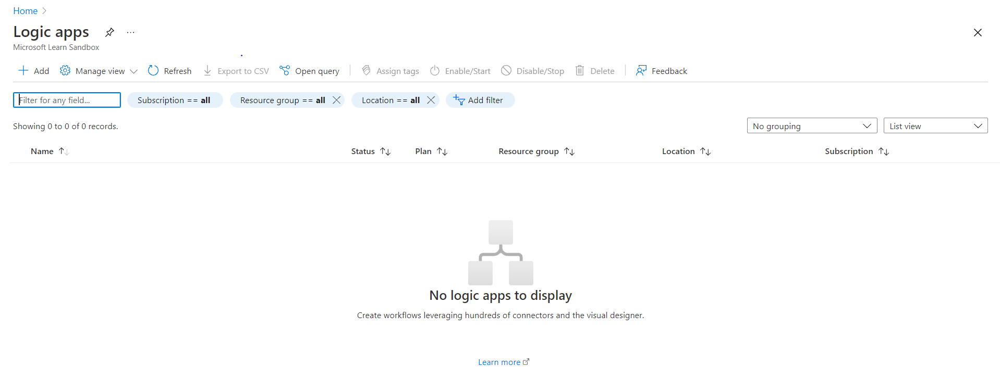 Home
Logic apps ...
Microsoft Learn Sandbox
Add Manage view Refresh Export to CSV Open query Assign tags Enable/Start Disable/Stop Delete Feedback
Filter for any field... Subscription == all Resource group == all Location == all Add filter
Showing 0 to 0 of 0 records. No grouping List view
Name Status Plan Resource group Location Subscription
No logic apps to display
Create workflows leveraging hundreds of connectors and the visual designer.
Learn more